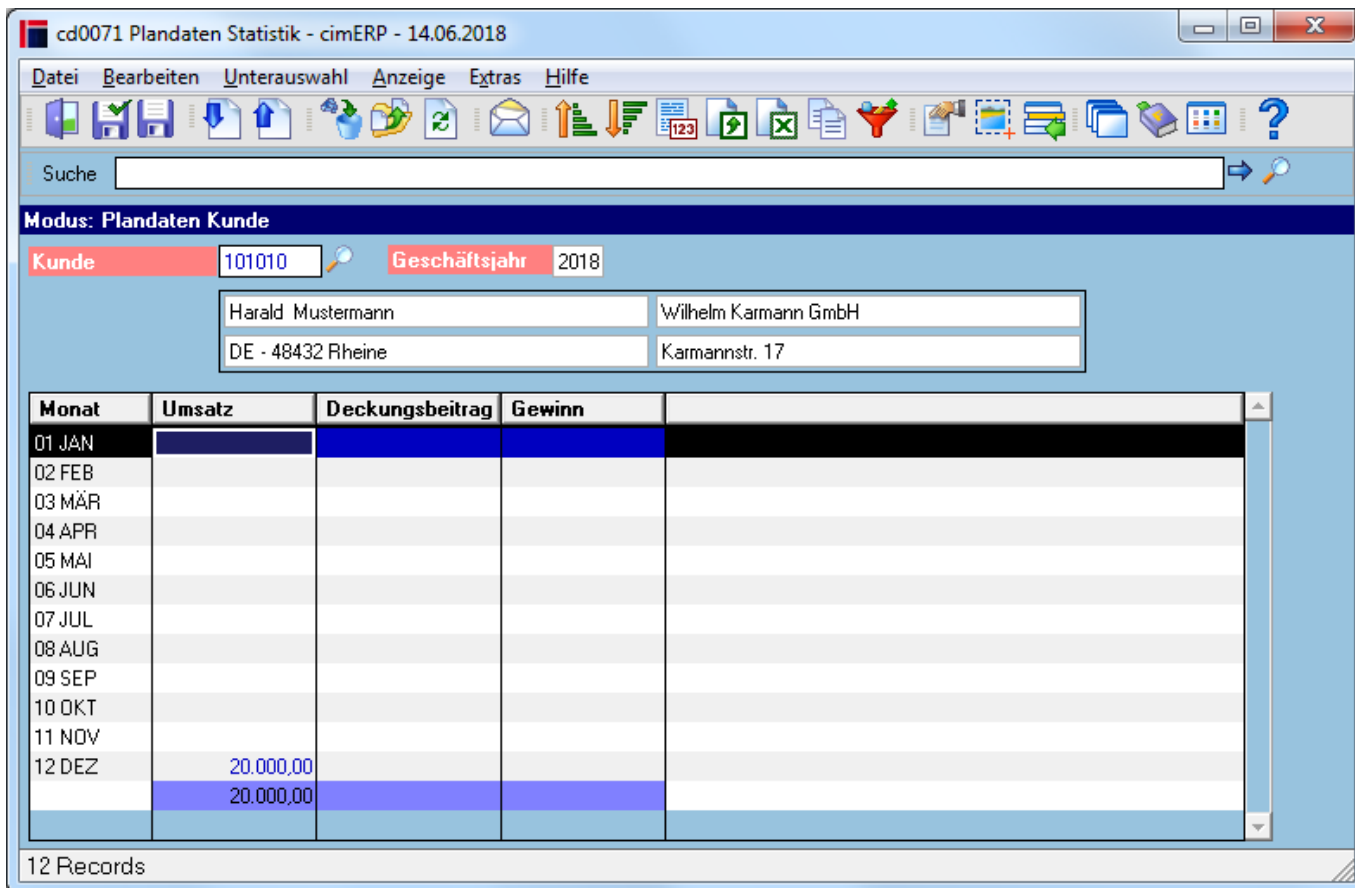 cd0071 Plandaten Statistik - cimERP - 14.06.2018
Datei Bearbeiten Unterauswahl Anzeige Extras Hilfe
123
Suche
Modus: Plandaten Kunde
Kunde 101010 Geschäftsjahr 2018
Harald Mustermann Wilhelm Karmann GmbH
DE - 48432 Rheine Karmannstr. 17
Monat Umsatz Deckungsbeitrag Gewinn
01 JAN
02 FEB
03 MÄR
04 APR
05 MAI
06 JUN
07 JUL
08 AUG
09 SEP
10 OKT
11 NOV
12 DEZ 20.000,00
20.000,00
12 Records